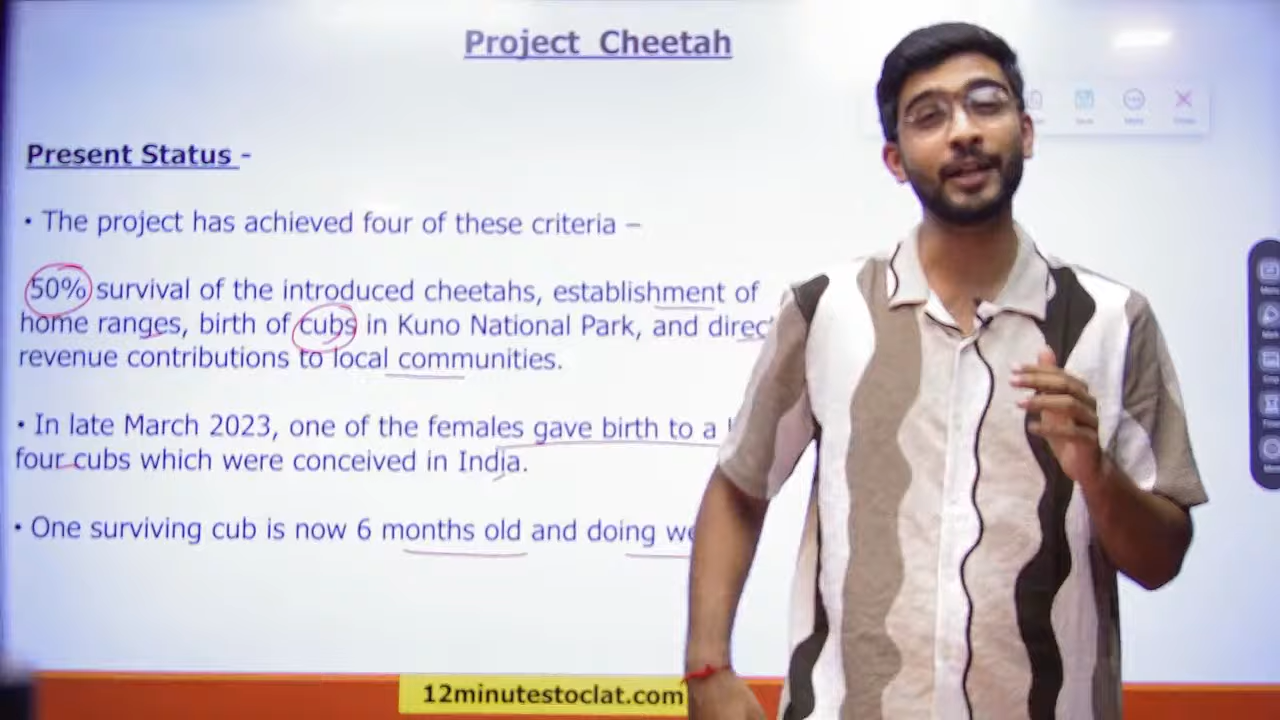 Project Cheetah
Present Status -
• The project has achieved four of these criteria –
50% survival of the introduced cheetahs, establishment of
home ranges, birth of cubs in Kuno National Park, and
revenue contributions to local communities.
• In late March 2023, one of the females gave birth to a
four cubs which were conceived in India.
• One surviving cub is now 6 months old and doing
12minutestoclat.com